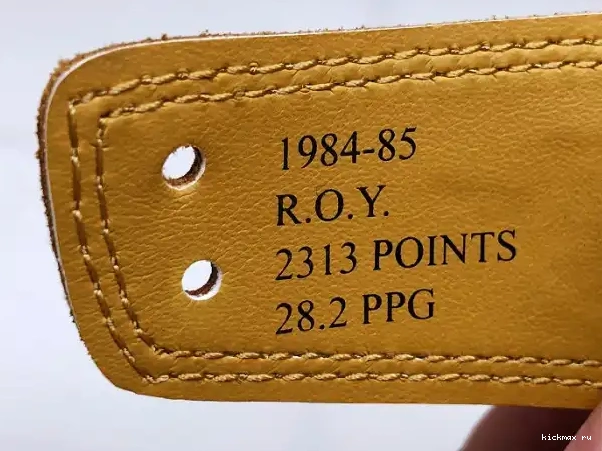 1984-85
R.O.Y.
2313 POINTS
28.2 PPG
kickmax ru